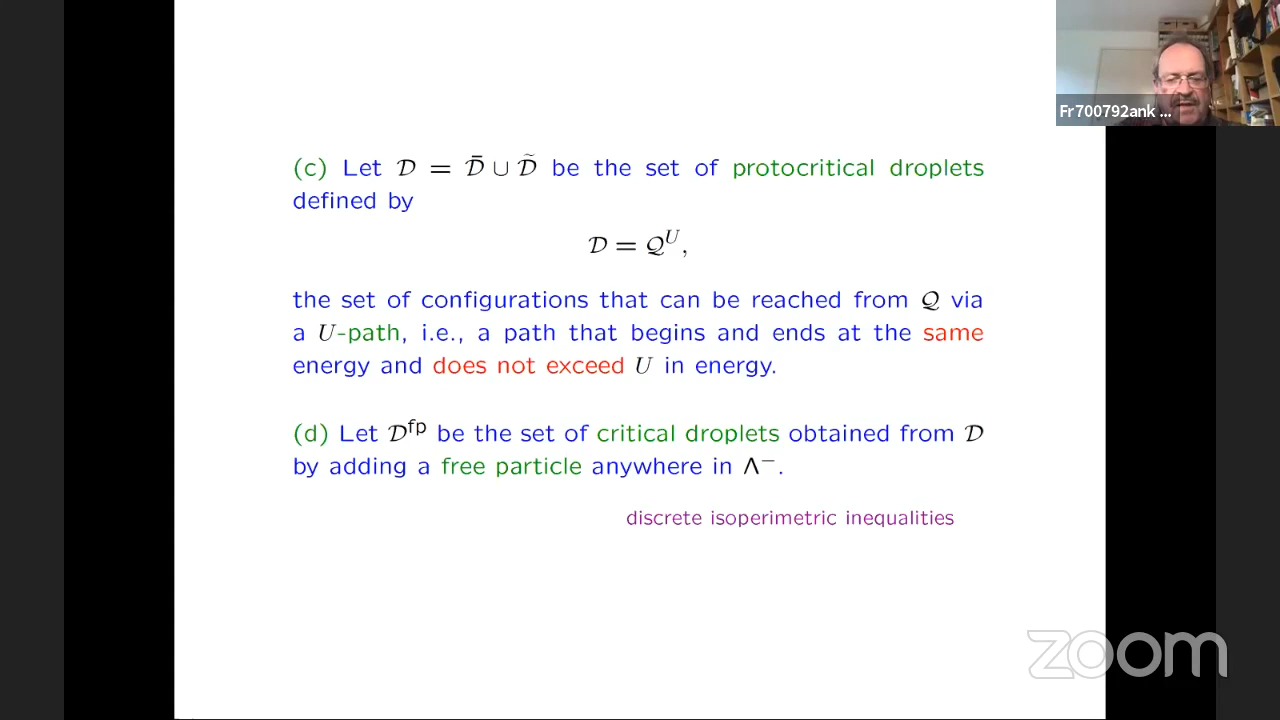 Fr700792ank ...
(c) Let 𝒟 = 𝒟̄ ∪ 𝒟̃ be the set of protocritical droplets
defined by
𝒟 = 𝒬^U,
the set of configurations that can be reached from 𝒬 via
a U-path, i.e., a path that begins and ends at the same
energy and does not exceed U in energy.
(d) Let 𝒟^fp be the set of critical droplets obtained from 𝒟
by adding a free particle anywhere in Λ⁻.
discrete isoperimetric inequalities
zoom